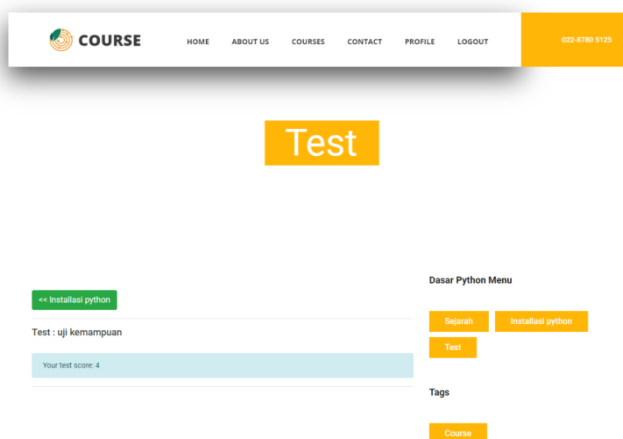 COURSE
HOME ABOUT US COURSES CONTACT PROFILE LOGOUT
022-8780 5125
Test
<< Installasi python
Test : uji kemampuan
Your test score: 4
Dasar Python Menu
Sejarah Installasi python
Test
Tags
Course